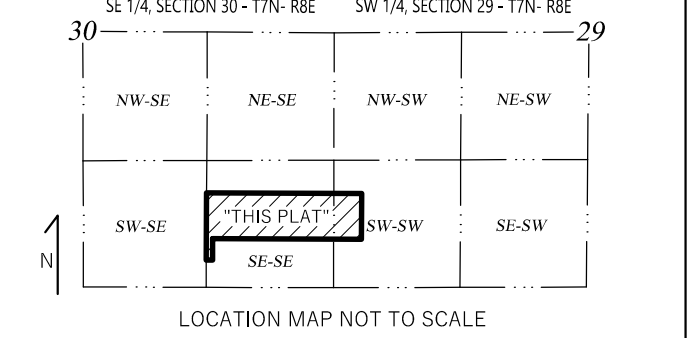 SE 1/4, SECTION 30 - T7N- R8E SW 1/4, SECTION 29 - T7N- R8E
30 29
NW-SE NE-SE NW-SW NE-SW
"THIS PLAT"
SW-SE SW-SW SE-SW
N
SE-SE
LOCATION MAP NOT TO SCALE